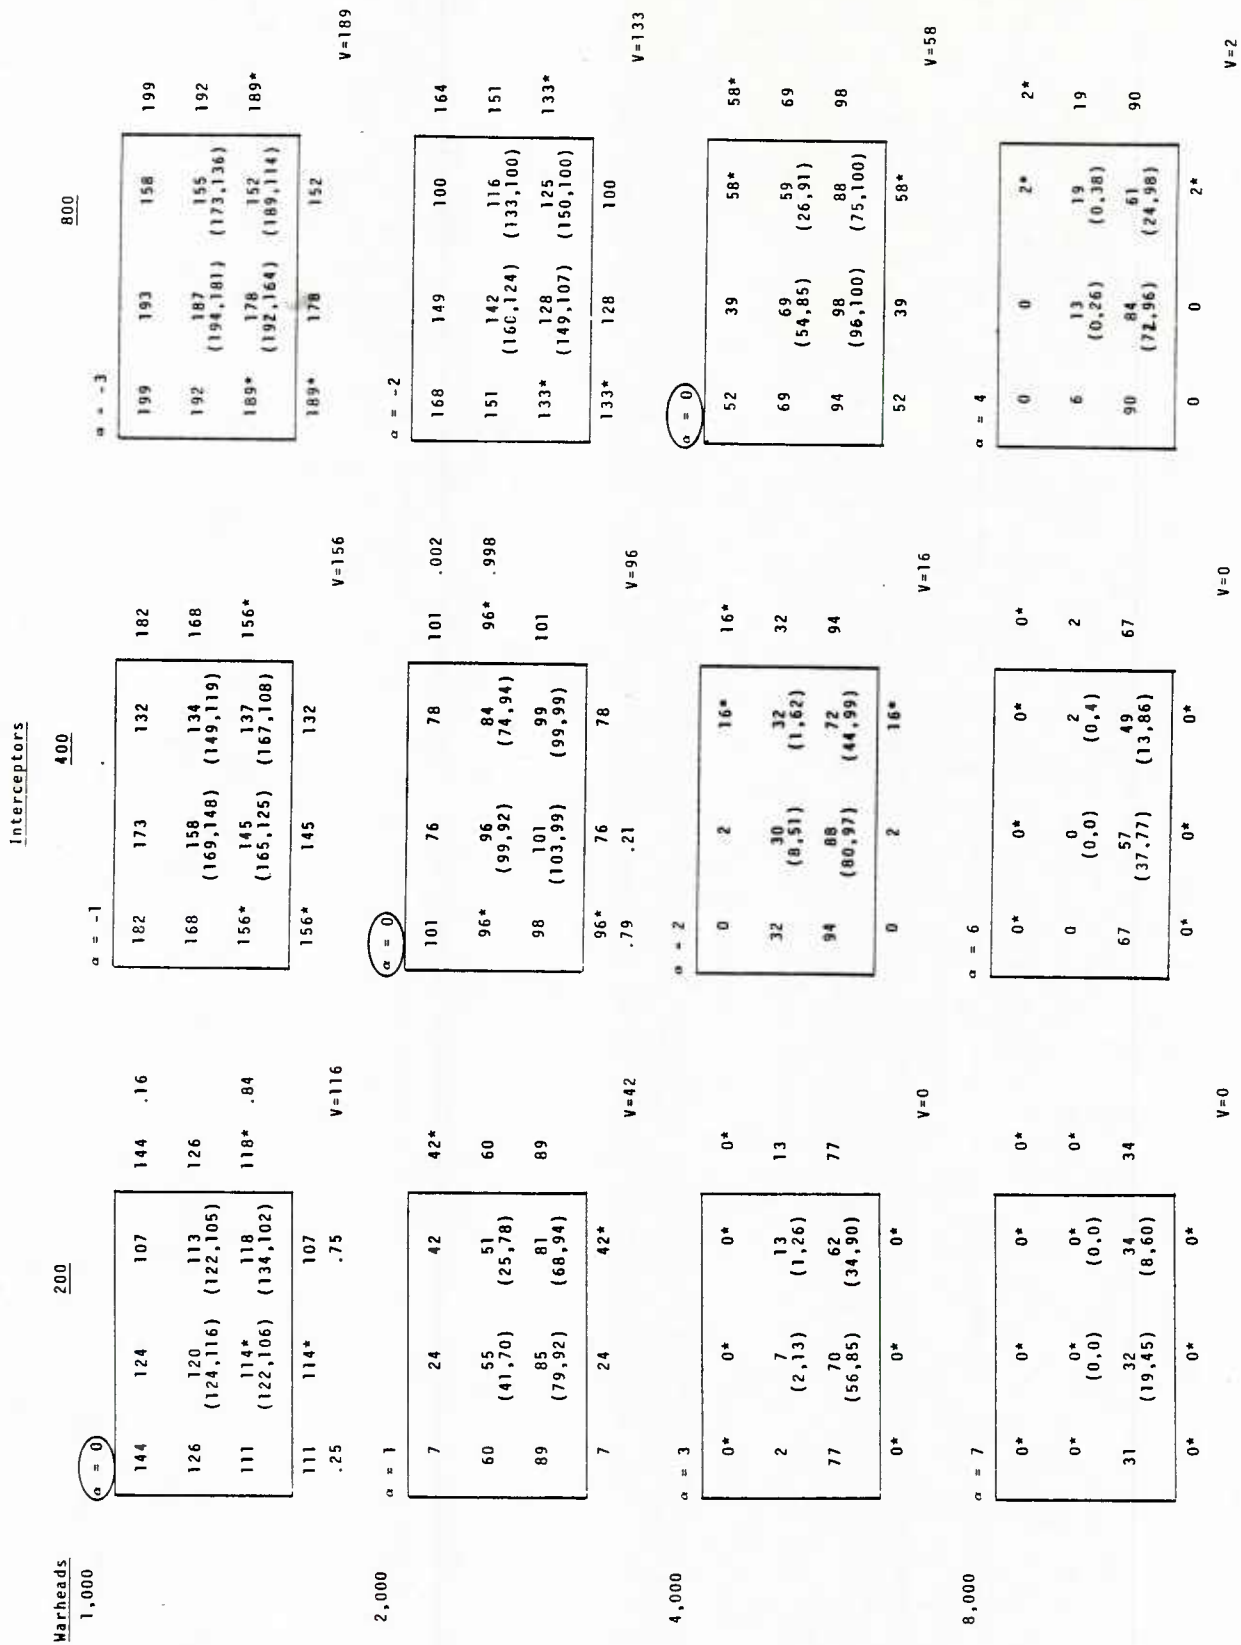 Interceptors
Warheads 200 400 800
1,000
α = 0
144 124 107 144 .16
126 120 113 126
(124,116) (122,105)
111 114* 118 118* .84
(122,106) (134,102)
111 114* 107
.25 .75
V=116
α = -1
182 173 132 182
168 158 134 168
(169,148) (149,119)
156* 145 137 156*
(165,125) (167,108)
156* 145 132
V=156
α = -3
199 193 158 199
192 187 155 192
(194,181) (173,136)
189* 178 152 189*
(192,164) (189,114)
189* 178 152
V=189
2,000
α = 1
7 24 42 42*
60 55 51 60
(41,70) (25,78)
89 85 81 89
(79,92) (68,94)
7 24 42*
V=42
α = 0
101 76 78 101 .002
96* 96 84 96* .998
(99,92) (74,94)
98 101 99 101
(103,99) (99,99)
96* 76 78
.79 .21
V=96
α = -2
168 149 100 164
151 142 116 151
(160,124) (133,100)
133* 128 125 133*
(149,107) (150,100)
133* 128 100
V=133
4,000
α = 3
0* 0* 0* 0*
2 7 13 13
(2,13) (1,26)
77 70 62 77
(56,85) (34,90)
0* 0* 0*
V=0
α = 2
0 2 16* 16*
32 30 32 32
(8,51) (1,62)
94 88 72 94
(80,97) (44,99)
0 2 16*
V=16
α = 0
52 39 58* 58*
69 69 59 69
(54,85) (26,91)
94 98 88 98
(96,100) (75,100)
52 39 58*
V=58
8,000
α = 7
0* 0* 0* 0*
0* 0* 0* 0*
(0,0) (0,0)
31 32 34 34
(19,45) (8,60)
0* 0* 0*
V=0
α = 6
0* 0* 0* 0*
0 0 2 2
(0,0) (0,4)
67 57 49 67
(37.77) (13,86)
0* 0* 0*
V=0
α = 4
0 0 2* 2*
6 13 19 19
(0,26) (0,38)
90 84 61 90
(72,96) (24,98)
0 0 2*
V=2